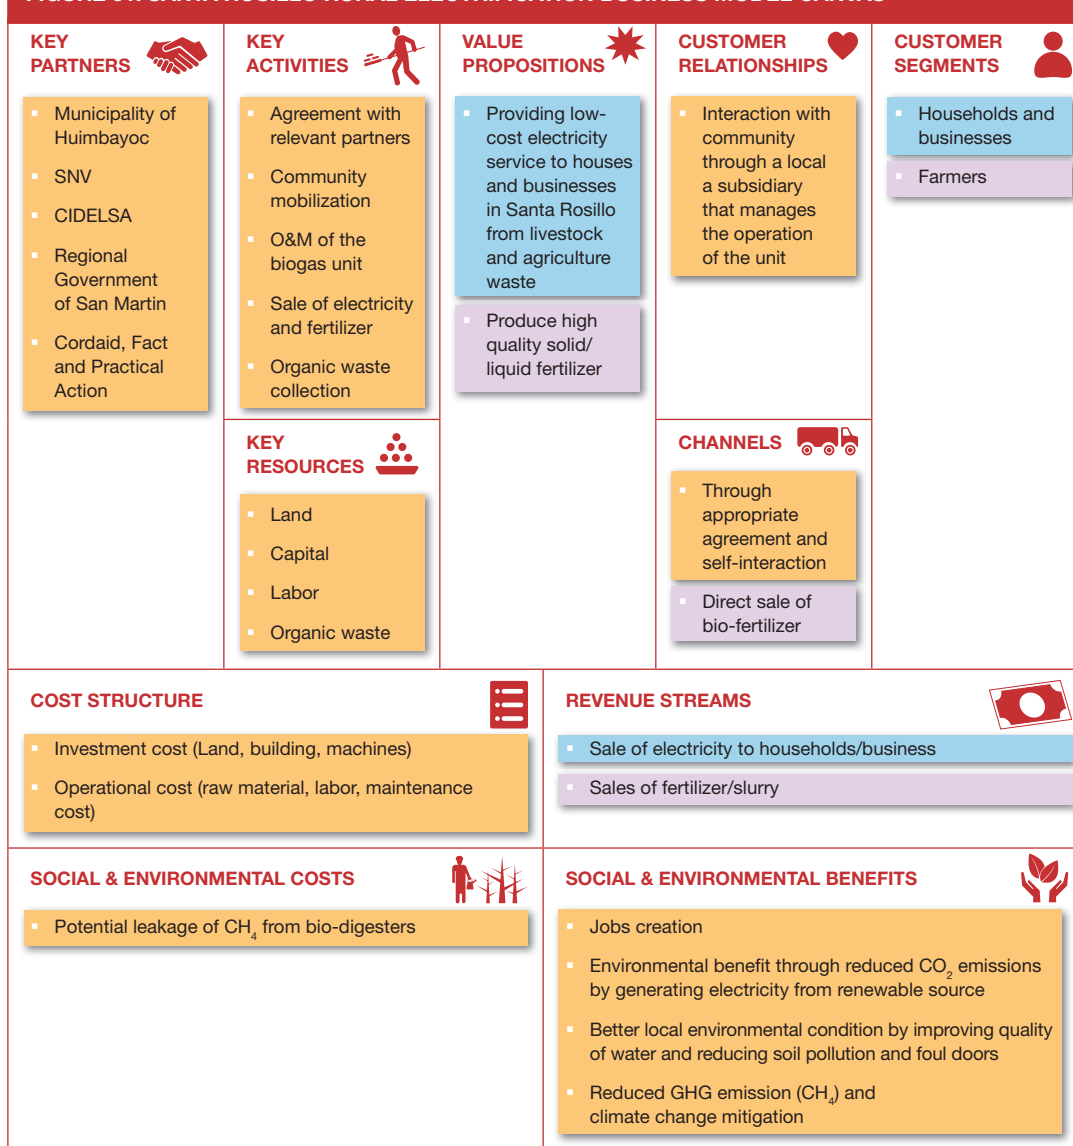 KEY
PARTNERS
Municipality of
Huimbayoc
SNV
CIDELSA
Regional
Government
of San Martin
Cordaid, Fact
and Practical
Action
KEY
ACTIVITIES
Agreement with
relevant partners
Community
mobilization
O&M of the
biogas unit
Sale of electricity
and fertilizer
Organic waste
collection
KEY
RESOURCES
Land
Capital
Labor
Organic waste
VALUE
PROPOSITIONS
Providing low-
cost electricity
service to houses
and businesses
in Santa Rosillo
from livestock
and agriculture
waste
Produce high
quality solid/
liquid fertilizer
CUSTOMER
RELATIONSHIPS
Interaction with
community
through a local
a subsidiary
that manages
the operation
of the unit
CHANNELS
Through
appropriate
agreement and
self-interaction
Direct sale of
bio-fertilizer
CUSTOMER
SEGMENTS
Households and
businesses
Farmers
COST STRUCTURE
Investment cost (Land, building, machines)
Operational cost (raw material, labor, maintenance
cost)
REVENUE STREAMS
Sale of electricity to households/business
Sales of fertilizer/slurry
SOCIAL & ENVIRONMENTAL COSTS
Potential leakage of CH4 from bio-digesters
SOCIAL & ENVIRONMENTAL BENEFITS
Jobs creation
Environmental benefit through reduced CO2 emissions
by generating electricity from renewable source
Better local environmental condition by improving quality
of water and reducing soil pollution and foul doors
Reduced GHG emission (CH4) and
climate change mitigation